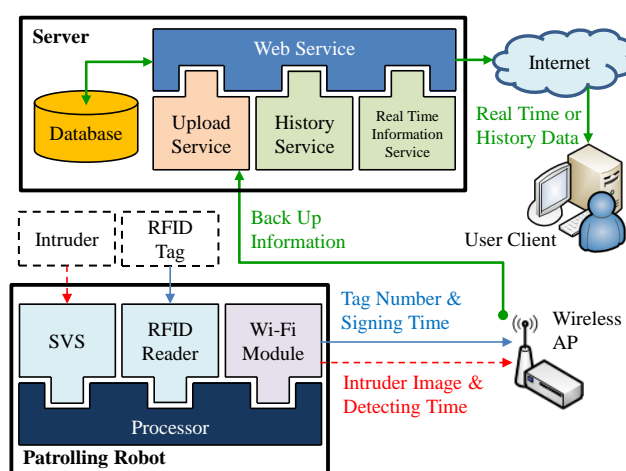 Server
Web Service
Internet
Database
Upload
Service
History
Service
Real Time
Information
Service
Real Time or
History Data
User Client
Back Up
Information
Intruder
RFID
Tag
SVS
RFID
Reader
Wi-Fi
Module
Tag Number &
Signing Time
Wireless
AP
Intruder Image &
Detecting Time
Processor
Patrolling Robot